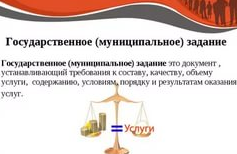 Государственное (муниципальное) задание
Государственное (муниципальное) задание это документ ,
устанавливающий требования к составу, качеству, объему
услуги,  содержанию, условиям, порядку и результатам оказания
услуг.
= Услуги